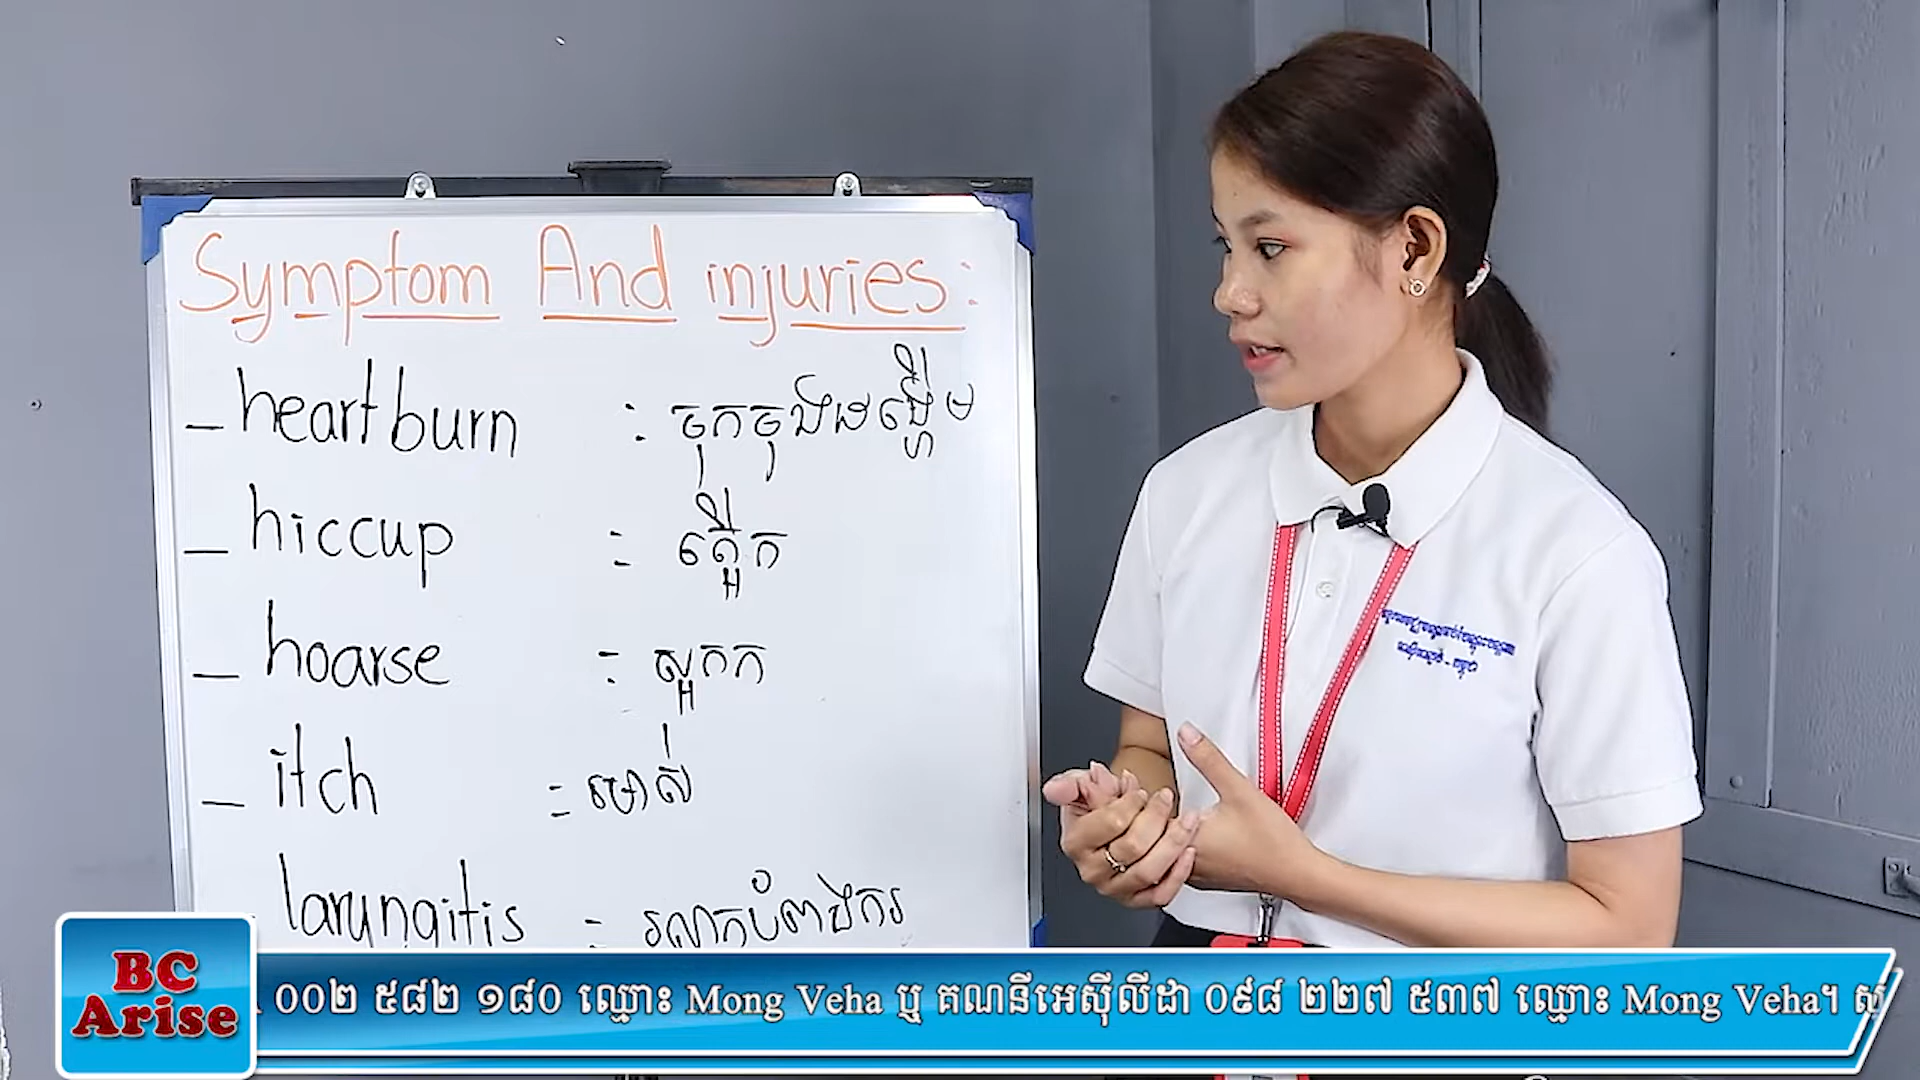 Symptom And injuries:
- heartburn : ចុកចុងដង្ហើម
- hiccup : ត្អើក
- hoarse : ស្អកក
- itch : រមាស់
laryngitis : រលាកបំពង់ករ
BC
Arise
002 ៥៨២ ១៨០ ឈ្មោះ Mong Veha ឬ គណនីអេស៊ីលីដា 0៩៨ ២២៧ ៥៣៧ ឈ្មោះ Mong Veha។ ស